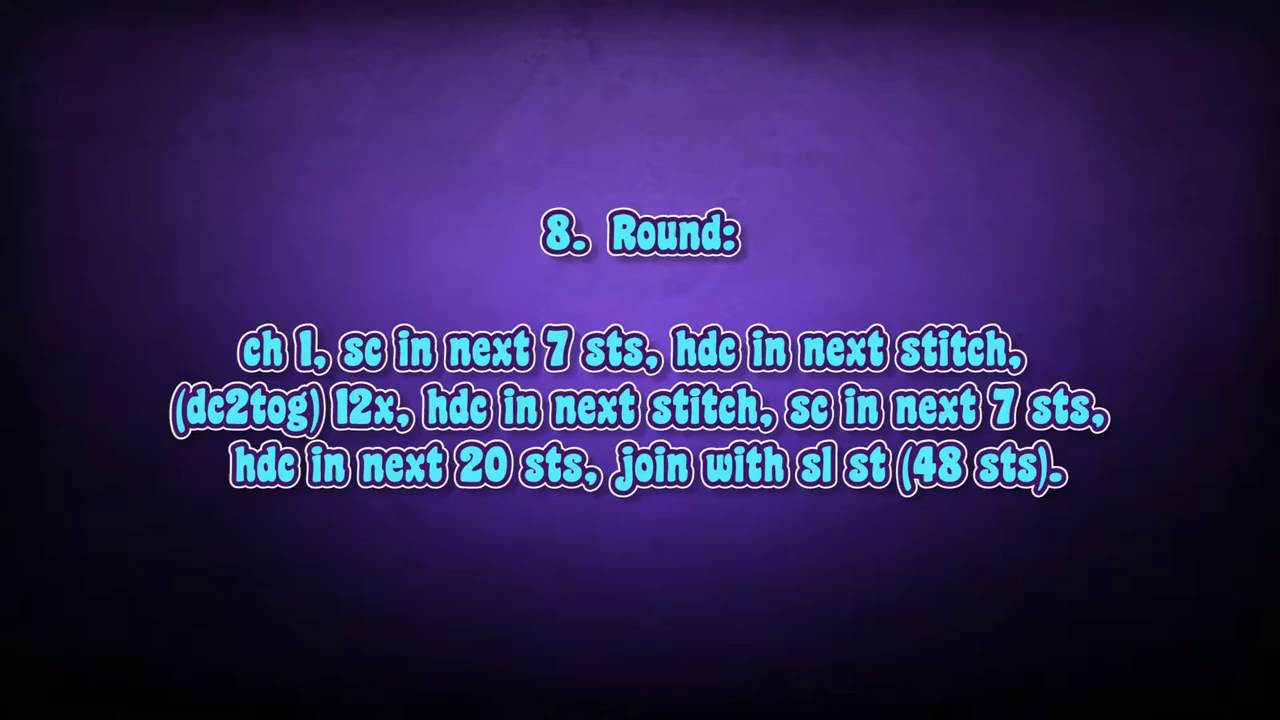 8. Round:
ch 1, sc in next 7 sts, hdc in next stitch,
(dc2tog) 12x, hdc in next stitch, sc in next 7 sts,
hdc in next 20 sts, join with sl st (48 sts).